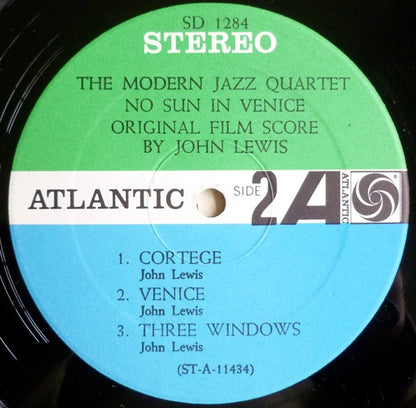 SD 1284
STEREO
THE MODERN JAZZ QUARTET
NO SUN IN VENICE
ORIGINAL FILM SCORE
BY JOHN LEWIS
ATLANTIC SIDE 2 A ATLANTIC
1. CORTEGE
John Lewis
2. VENICE
John Lewis
3. THREE WINDOWS
John Lewis
(ST-A-11434)